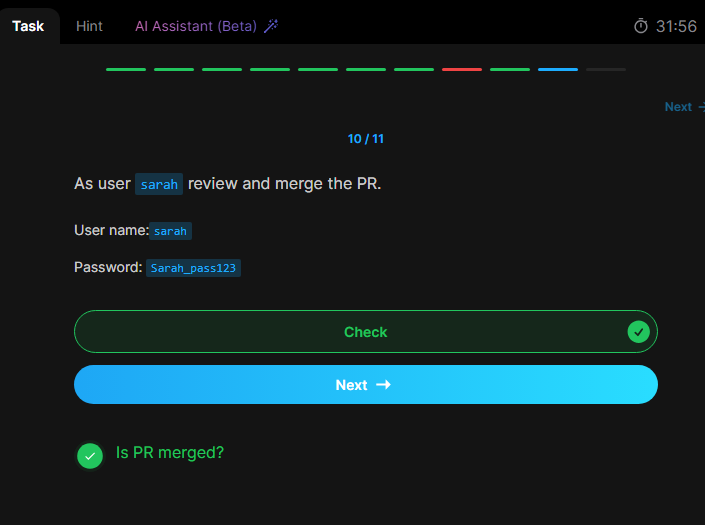 Task Hint AI Assistant (Beta) 31:56
Next →
10 / 11
As user sarah review and merge the PR.
User name: sarah
Password: Sarah_pass123
Check
Next →
Is PR merged?